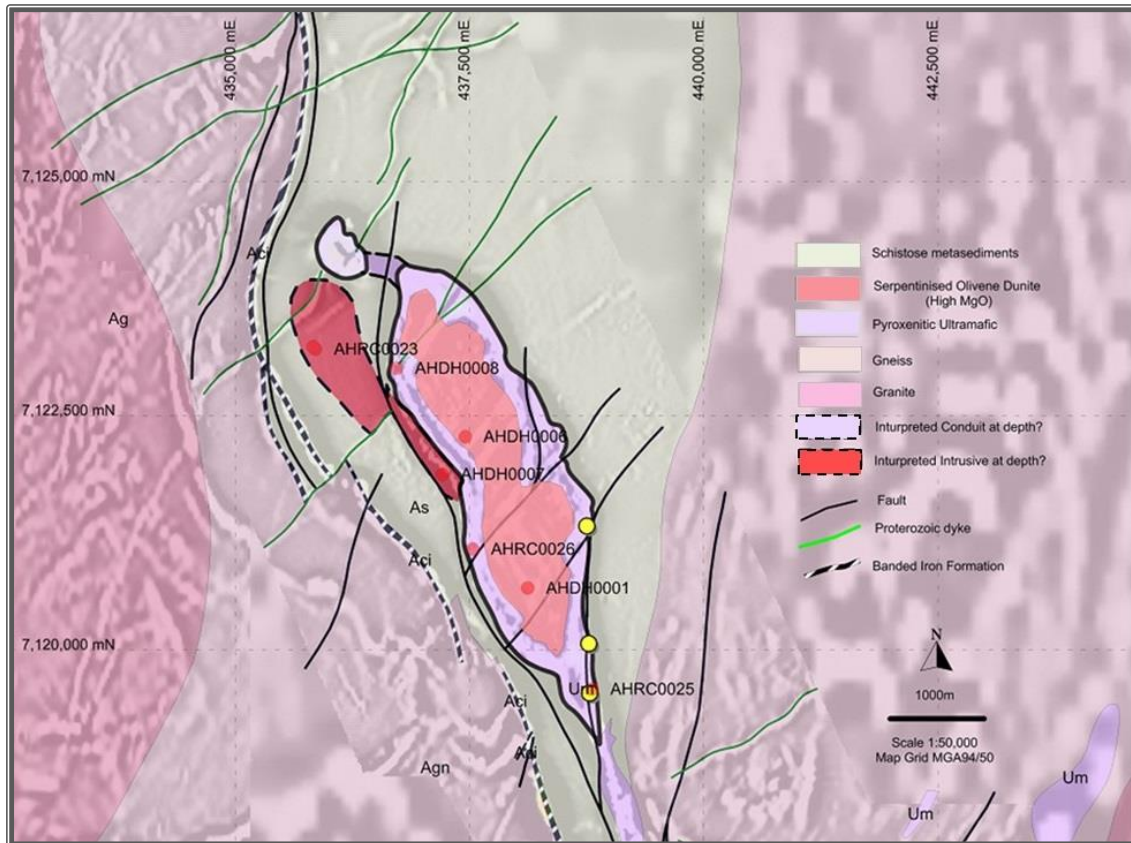 435,000 mE
437,500 mE
440,000 mE
442,500 mE
7,125,000 mN
Aci
Schistose metasediments
Serpentinised Olivene Dunite
(High MgO)
Pyroxenitic Ultramafic
Gneiss
Granite
Interpreted Conduit at depth?
Interpreted Intrusive at depth?
Fault
Proterozoic dyke
Banded Iron Formation
Ag
AHRC0023
AHDH0008
7,122,500 mN
AHDH0006
AHDH0007
As
AHRC0026
Aci
AHDH0001
7,120,000 mN
Um
AHRC0025
Aci
Aci
Agn
N
1000m
Scale 1:50,000
Map Grid MGA94/50
Um
Um